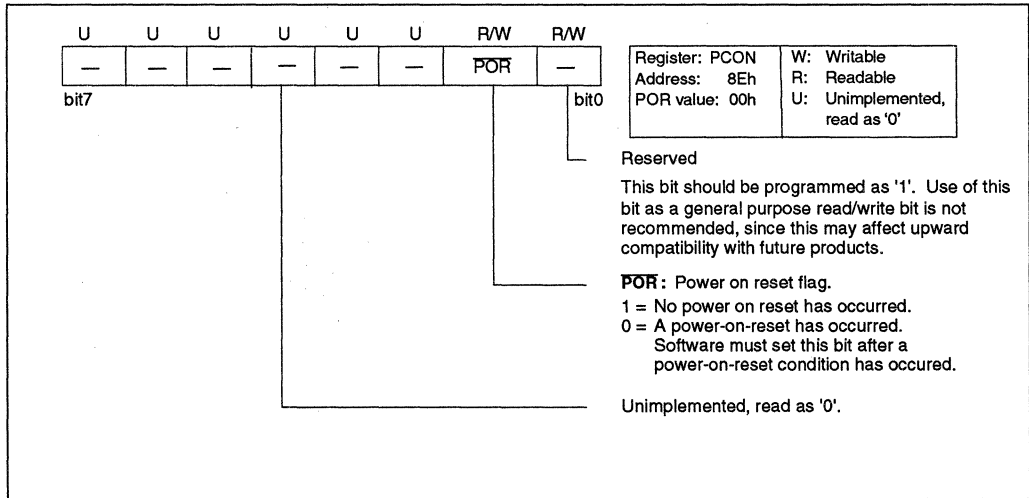 U U U U U U R/W R/W
— — — — — — P̅O̅R̅ —
bit7 bit0
Register: PCON
Address: 8Eh
POR value: 00h
W: Writable
R: Readable
U: Unimplemented,
read as '0'
Reserved
This bit should be programmed as '1'. Use of this
bit as a general purpose read/write bit is not
recommended, since this may affect upward
compatibility with future products.
P̅O̅R̅: Power on reset flag.
1 = No power on reset has occurred.
0 = A power-on-reset has occurred.
Software must set this bit after a
power-on-reset condition has occured.
Unimplemented, read as '0'.